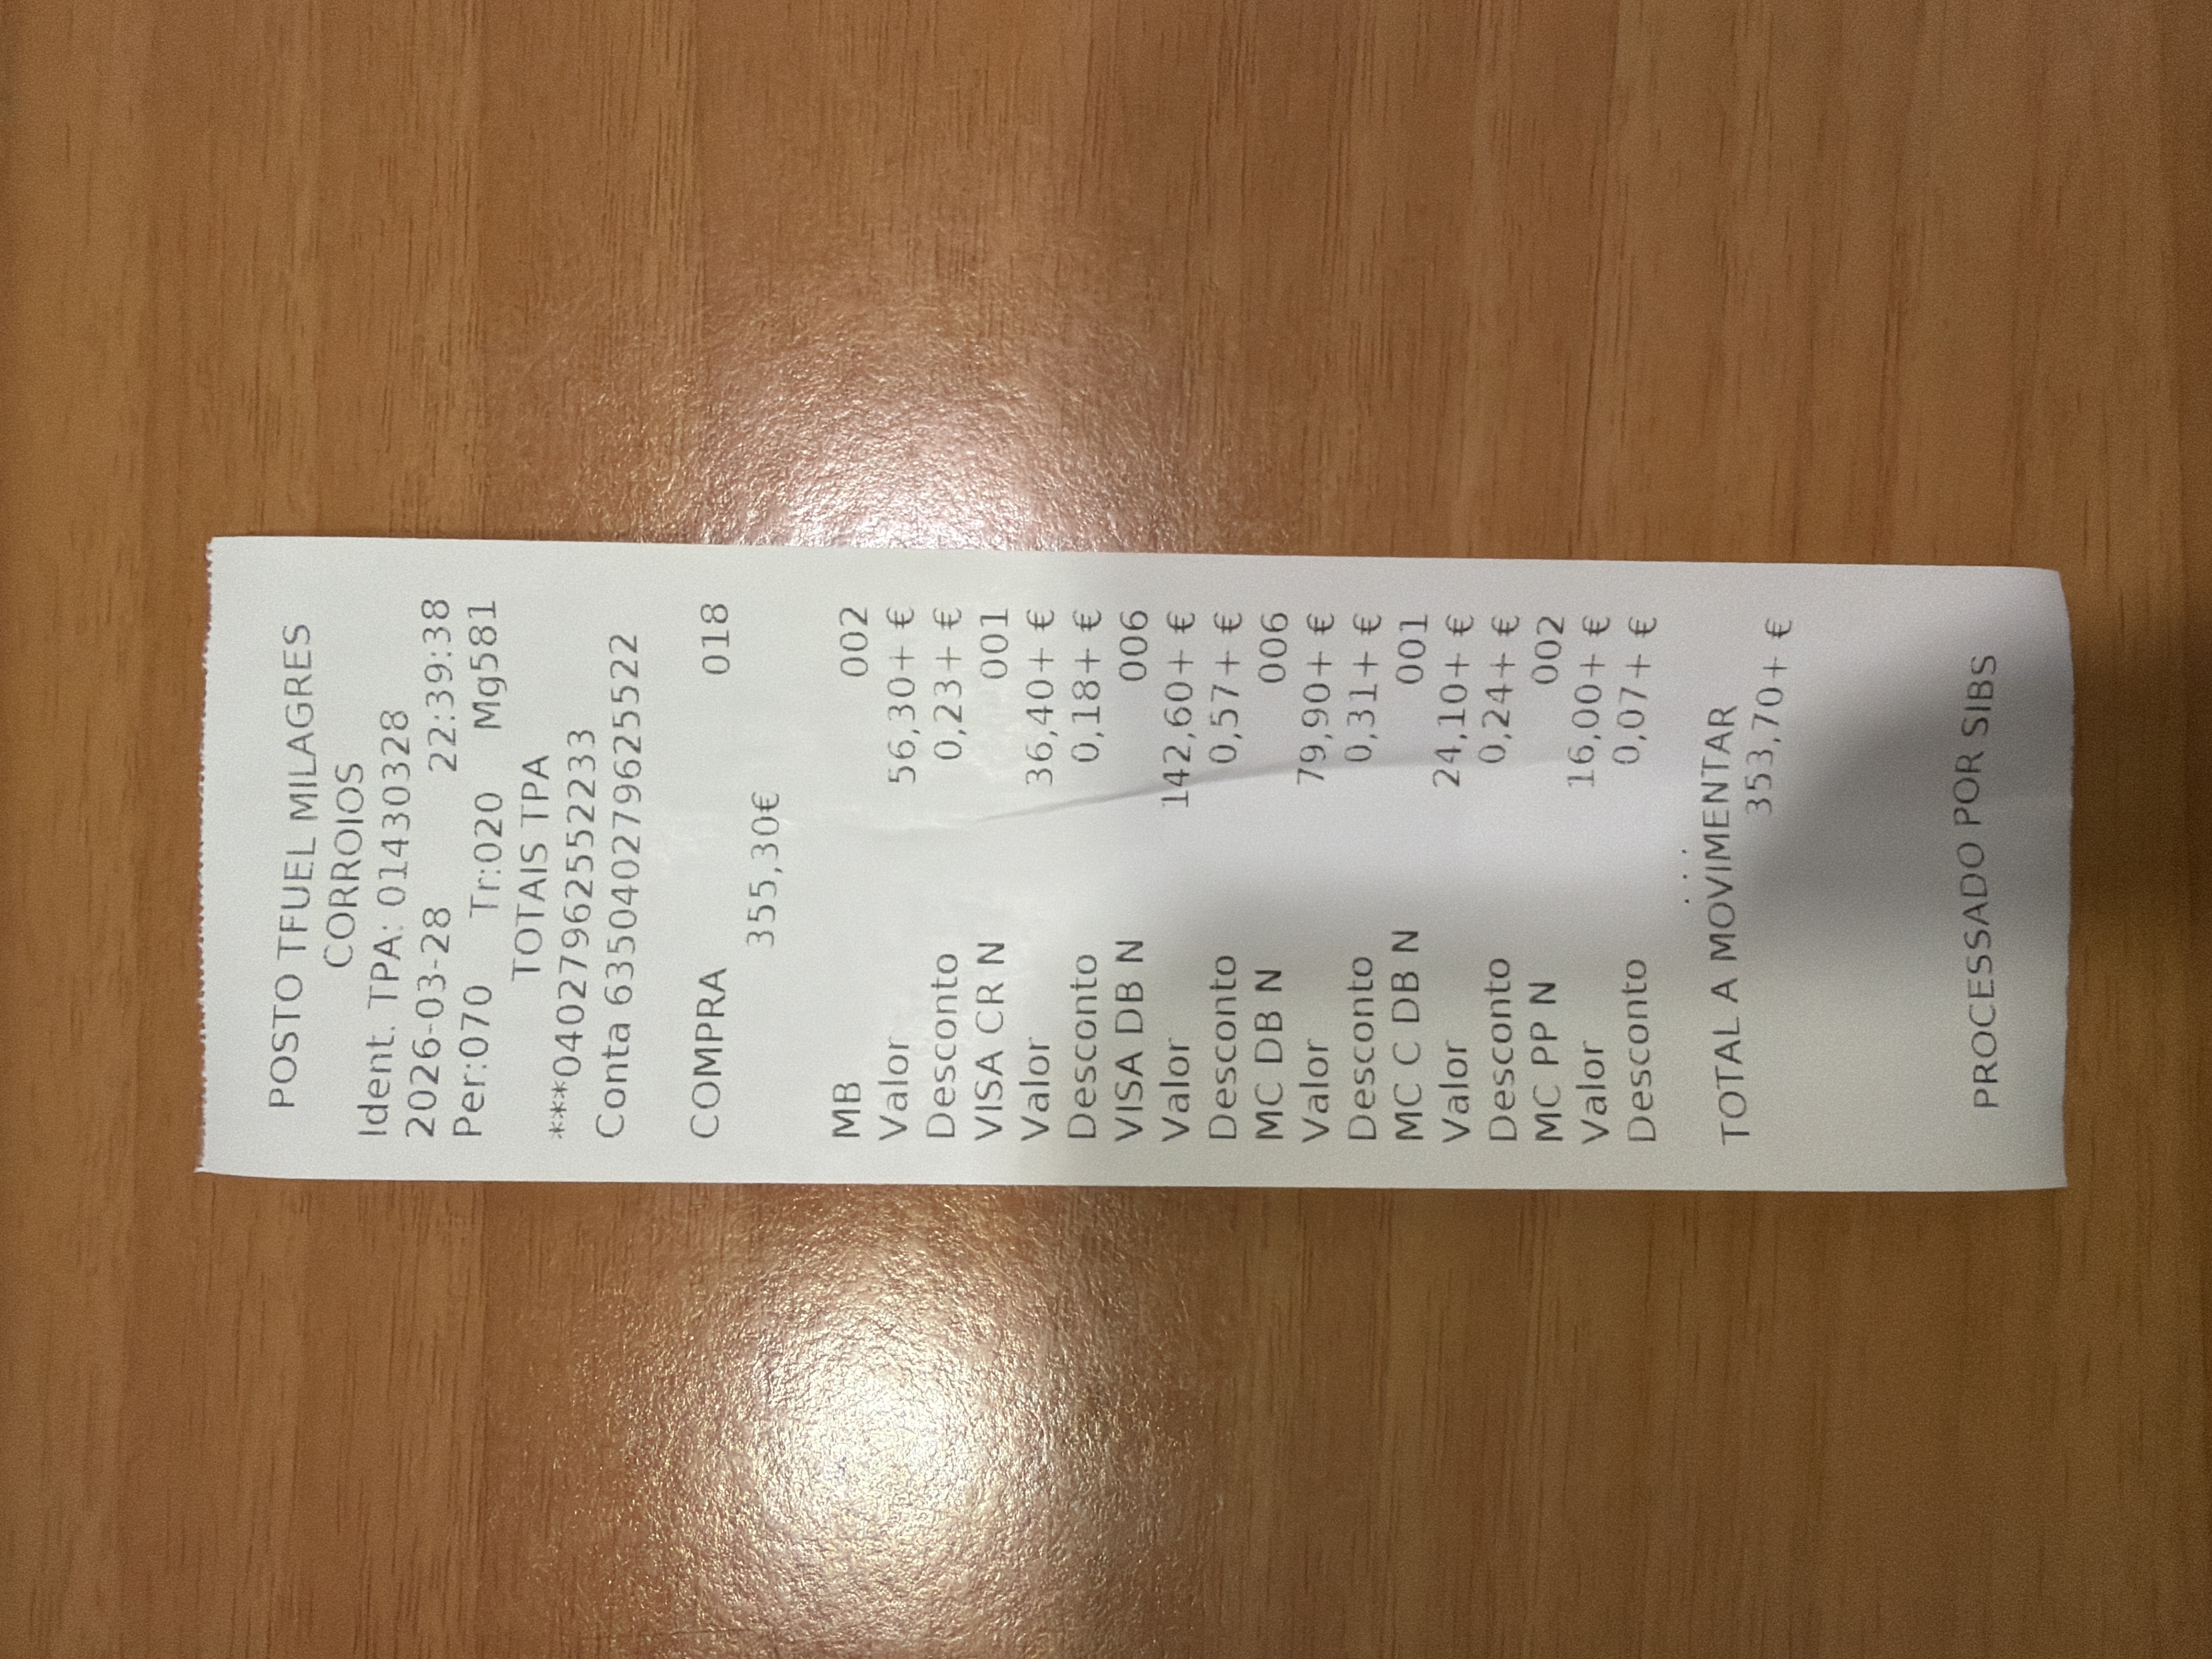 POSTO TFUEL MILAGRES
CORROIOS
Ident. TPA: 01430328
2026-03-28 22:39:38
Per:070 Tr:020 Mg581
TOTAIS TPA
***0402796255522​33
Conta 63504027962552​2
COMPRA 018
355,30€
MB 002
Valor 56,30+ €
Desconto 0,23+ €
VISA CR N 001
Valor 36,40+ €
Desconto 0,18+ €
VISA DB N 006
Valor 142,60+ €
Desconto 0,57+ €
MC DB N 006
Valor 79,90+ €
Desconto 0,31+ €
MC C DB N 001
Valor 24,10+ €
Desconto 0,24+ €
MC PP N 002
Valor 16,00+ €
Desconto 0,07+ €
TOTAL A MOVIMENTAR
353,70+ €
PROCESSADO POR SIBS